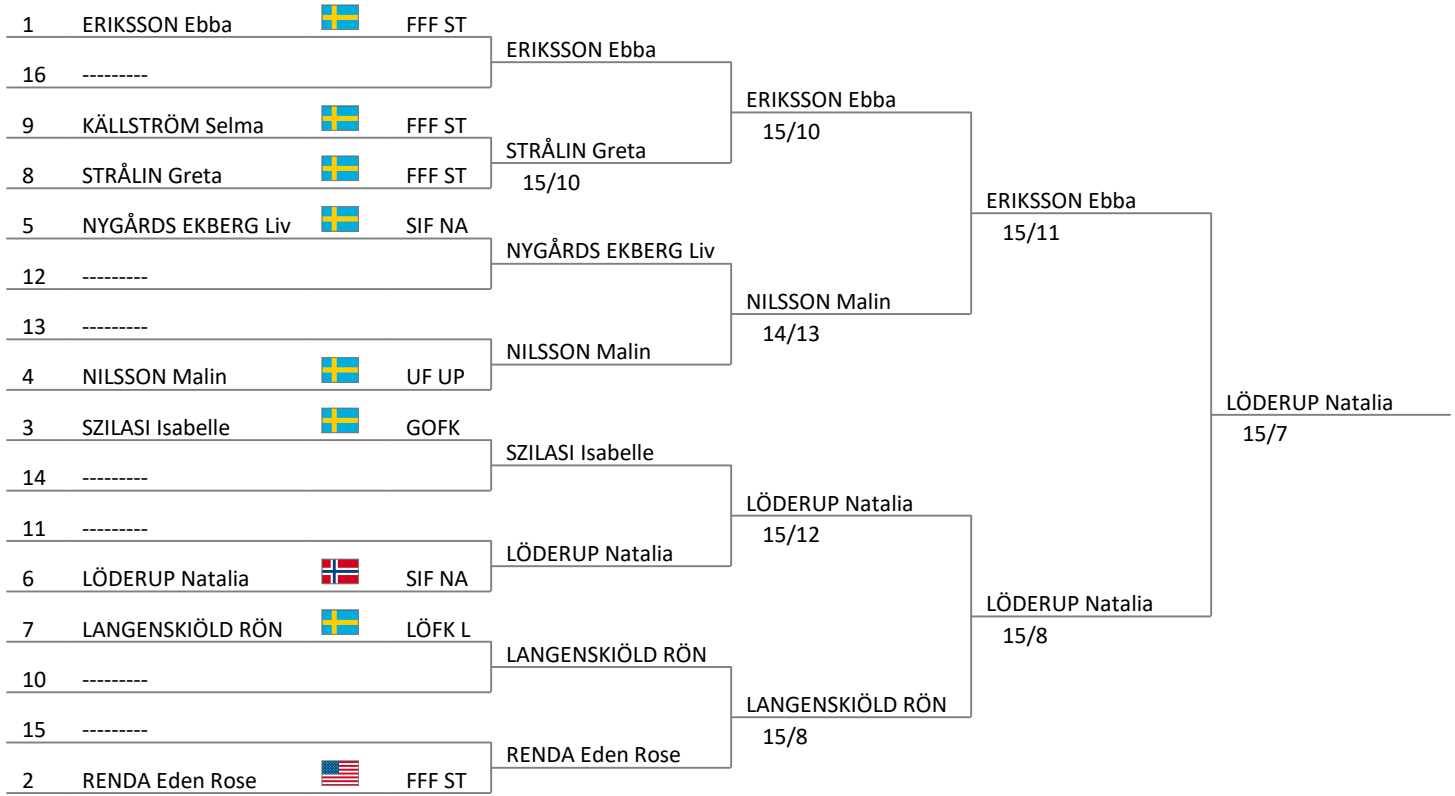 1 ERIKSSON Ebba FFF ST
16 ---------
9 KÄLLSTRÖM Selma FFF ST
8 STRÅLIN Greta FFF ST
5 NYGÅRDS EKBERG Liv SIF NA
12 ---------
13 ---------
4 NILSSON Malin UF UP
3 SZILASI Isabelle GOFK
14 ---------
11 ---------
6 LÖDERUP Natalia SIF NA
7 LANGENSKIÖLD RÖN LÖFK L
10 ---------
15 ---------
2 RENDA Eden Rose FFF ST
ERIKSSON Ebba
STRÅLIN Greta
15/10
NYGÅRDS EKBERG Liv
NILSSON Malin
SZILASI Isabelle
LÖDERUP Natalia
LANGENSKIÖLD RÖN
RENDA Eden Rose
ERIKSSON Ebba
15/10
NILSSON Malin
14/13
LÖDERUP Natalia
15/12
LANGENSKIÖLD RÖN
15/8
ERIKSSON Ebba
15/11
LÖDERUP Natalia
15/8
LÖDERUP Natalia
15/7